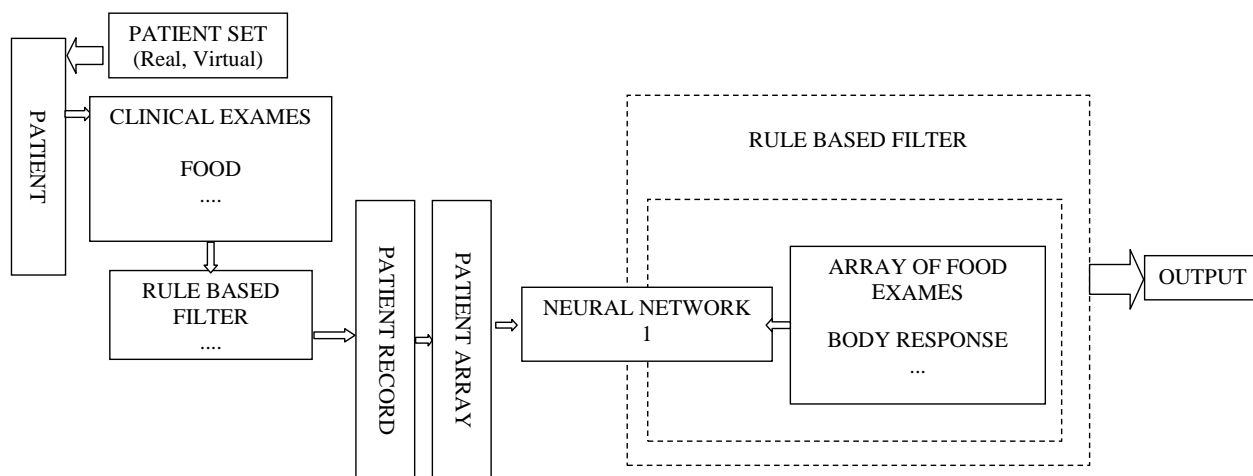 PATIENT SET
(Real, Virtual)
PATIENT
CLINICAL EXAMES
FOOD
....
RULE BASED
FILTER
....
PATIENT RECORD
PATIENT ARRAY
NEURAL NETWORK
1
RULE BASED FILTER
ARRAY OF FOOD
EXAMES
BODY RESPONSE
...
OUTPUT